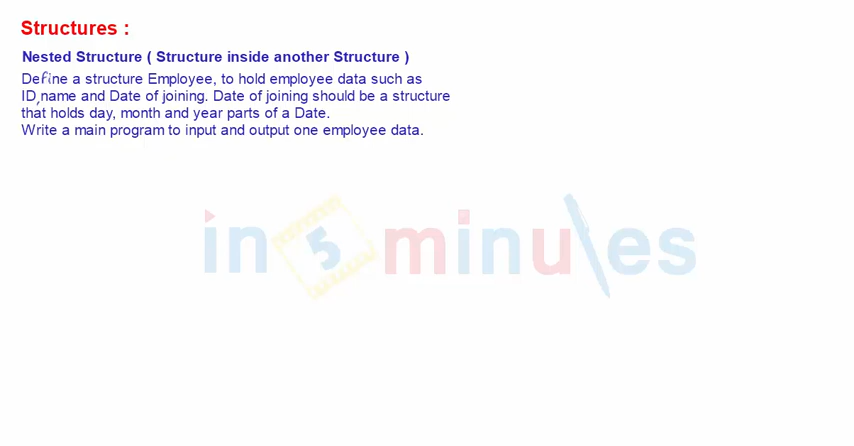 Structures :
Nested Structure ( Structure inside another Structure )
Define a structure Employee, to hold employee data such as
ID,name and Date of joining. Date of joining should be a structure
that holds day, month and year parts of a Date.
Write a main program to input and output one employee data.
in 5 minutes